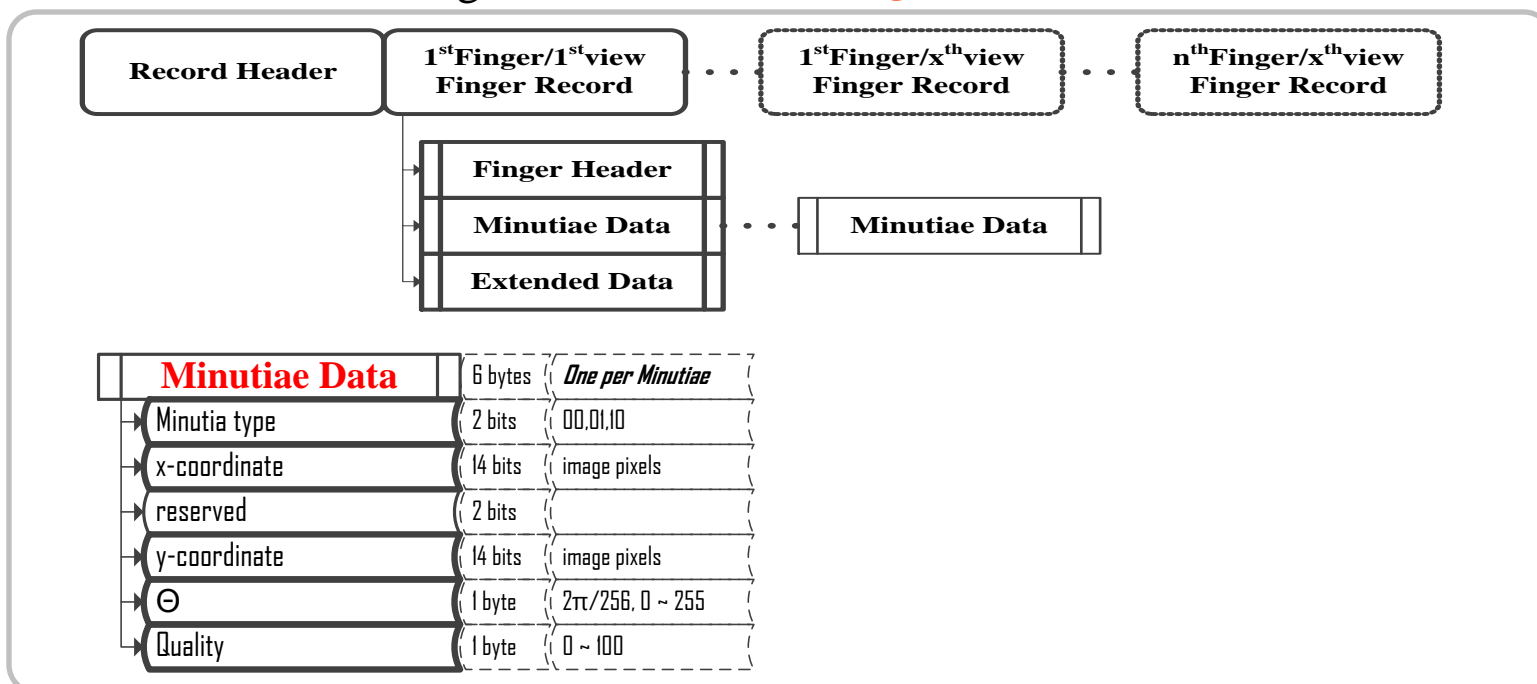 Record Header
1stFinger/1stview
Finger Record
1stFinger/xthview
Finger Record
nthFinger/xthview
Finger Record
Finger Header
Minutiae Data
Minutiae Data
Extended Data
Minutiae Data 6 bytes One per Minutiae
Minutia type 2 bits 00,01,10
x-coordinate 14 bits image pixels
reserved 2 bits
y-coordinate 14 bits image pixels
Θ 1 byte 2π/256, 0 ~ 255
Quality 1 byte 0 ~ 100